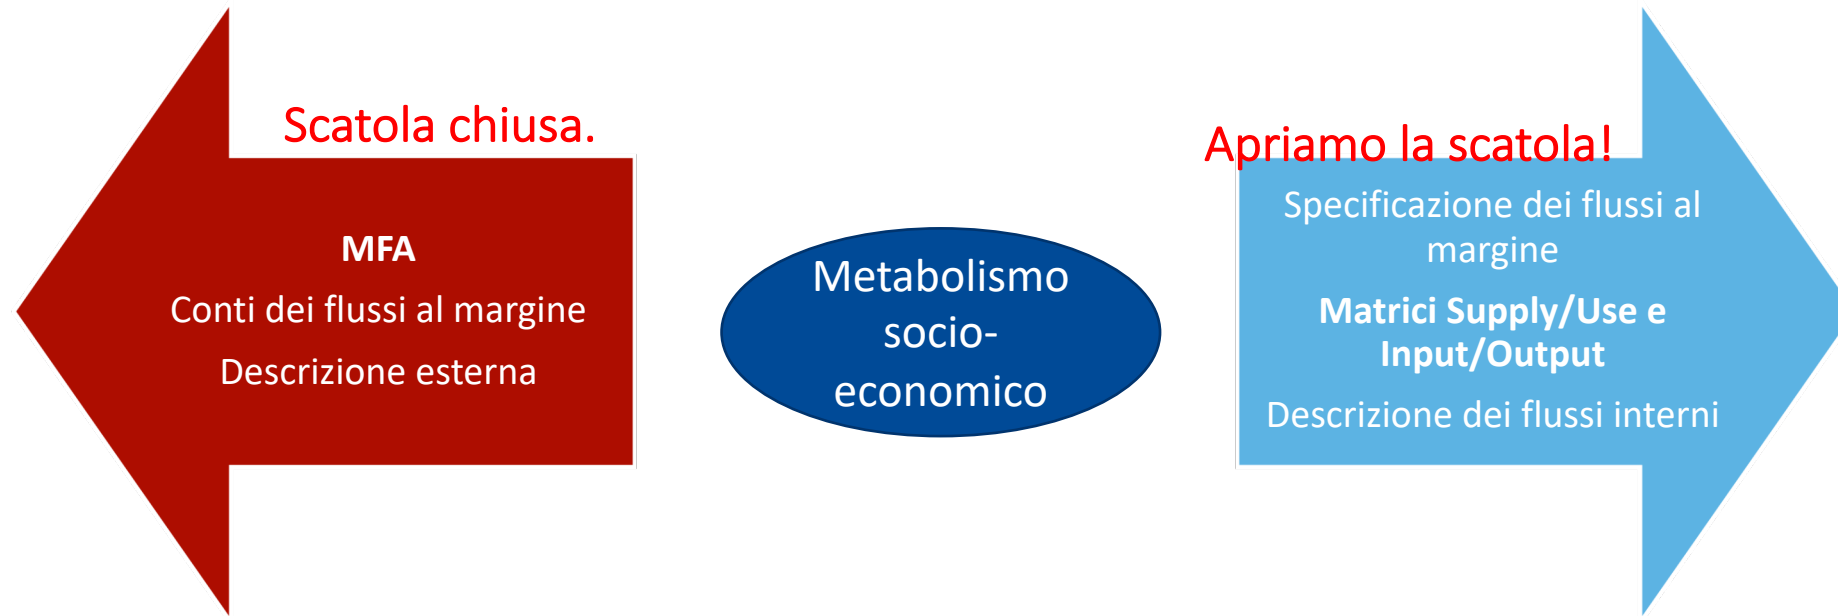 Scatola chiusa.
MFA
Conti dei flussi al margine
Descrizione esterna
Metabolismo
socio-
economico
Apriamo la scatola!
Specificazione dei flussi al
margine
Matrici Supply/Use e
Input/Output
Descrizione dei flussi interni